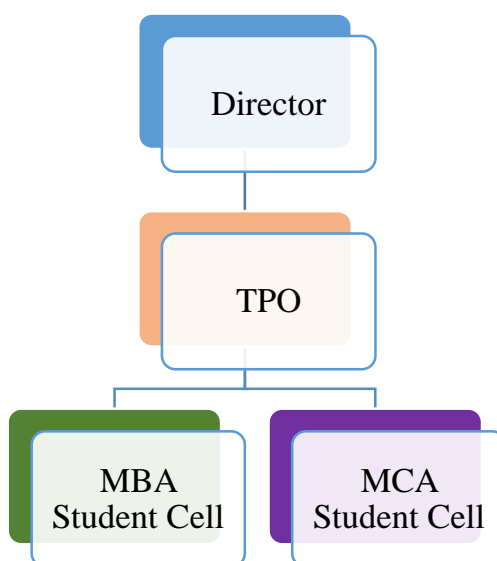 Director
TPO
MBA
Student Cell
MCA
Student Cell